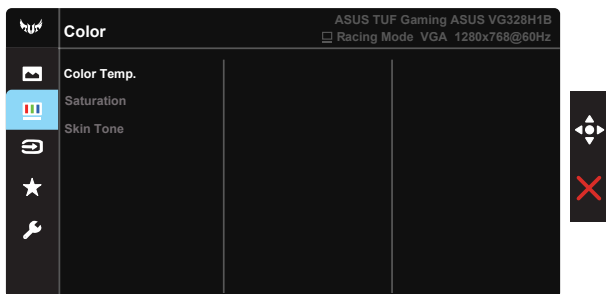 Color
ASUS TUF Gaming ASUS VG328H1B
Racing Mode VGA 1280x768@60Hz
Color Temp.
Saturation
Skin Tone